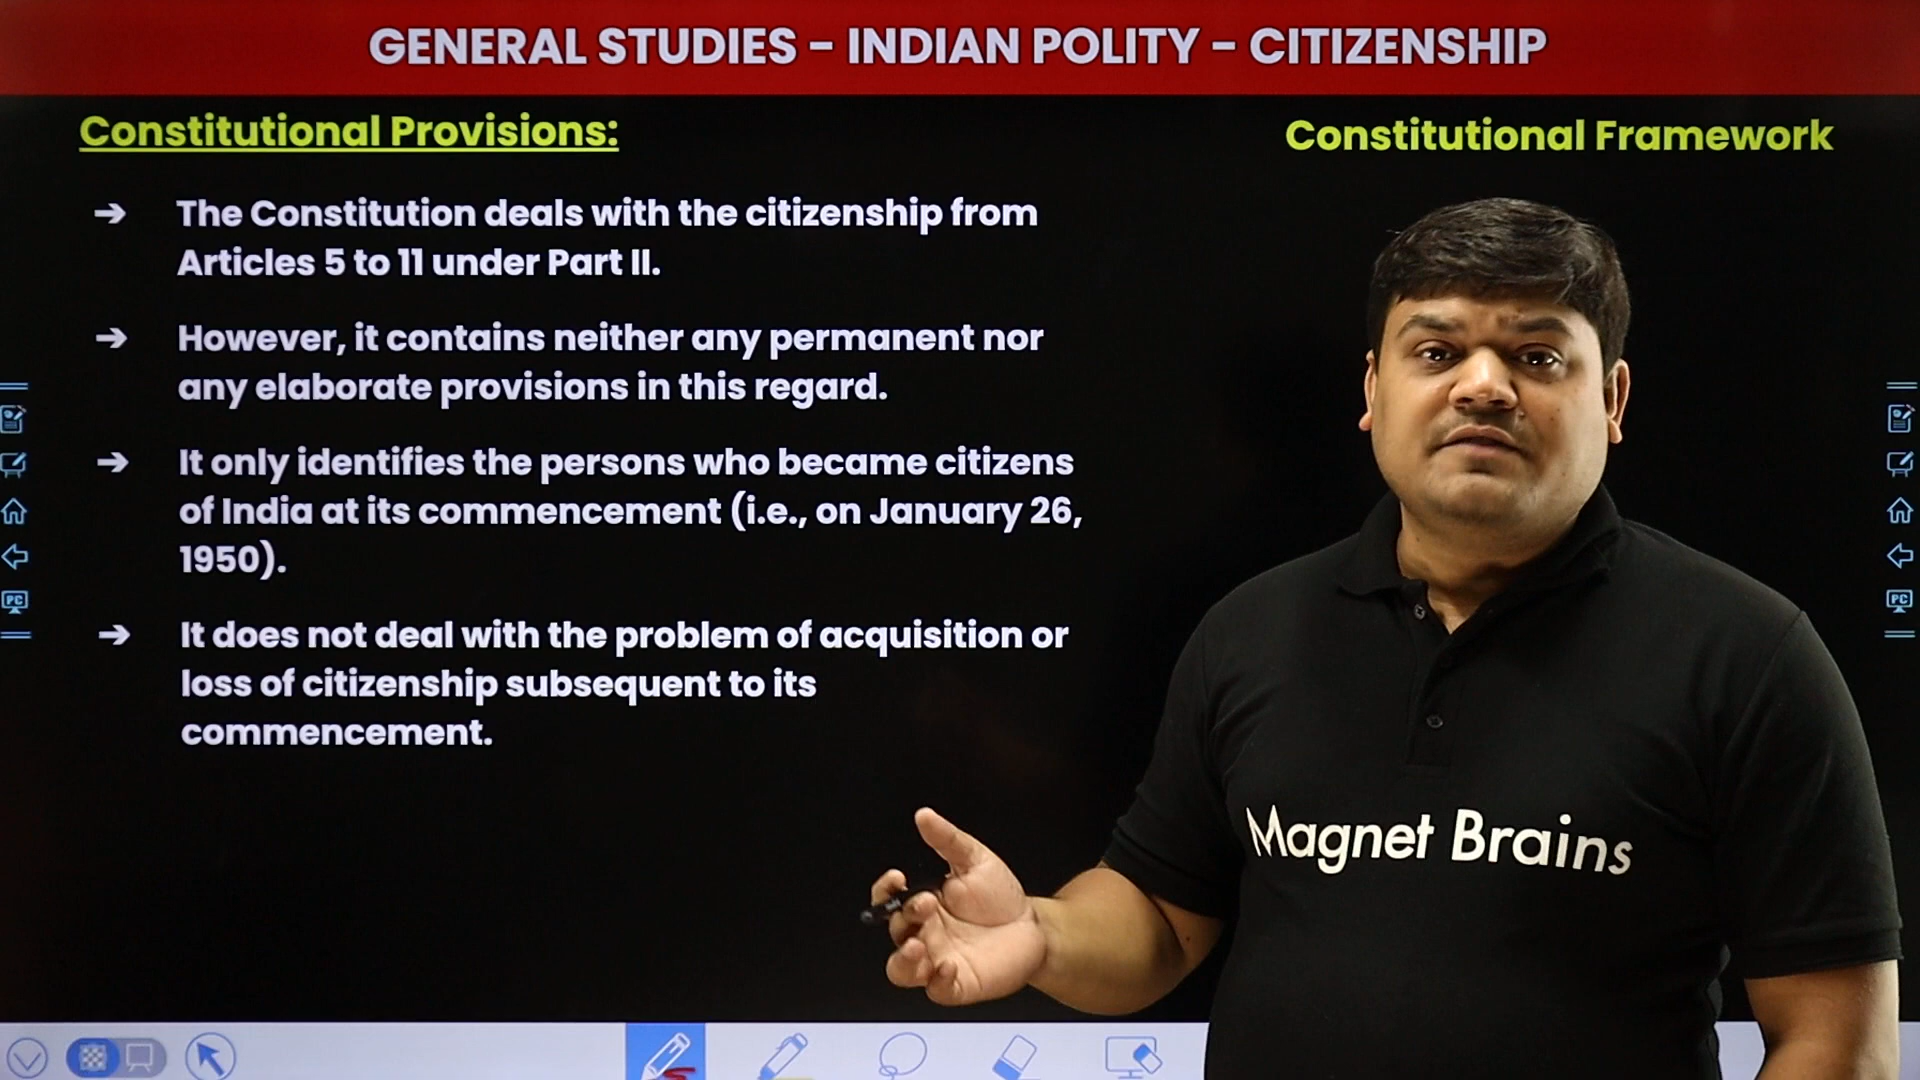 GENERAL STUDIES - INDIAN POLITY - CITIZENSHIP
Constitutional Provisions:
Constitutional Framework
➔ The Constitution deals with the citizenship from
Articles 5 to 11 under Part II.
➔ However, it contains neither any permanent nor
any elaborate provisions in this regard.
➔ It only identifies the persons who became citizens
of India at its commencement (i.e., on January 26,
1950).
➔ It does not deal with the problem of acquisition or
loss of citizenship subsequent to its
commencement.
Magnet Brains
PC
PC